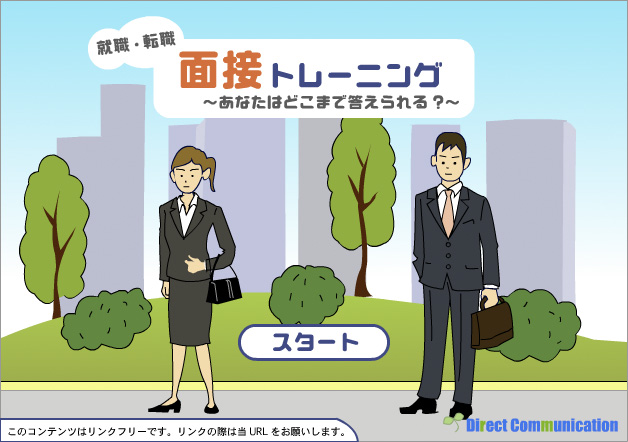 就職・転職
面接トレーニング
～あなたはどこまで答えられる？～
スタート
Direct Communication
このコンテンツはリンクフリーです。リンクの際は当URLをお願いします。